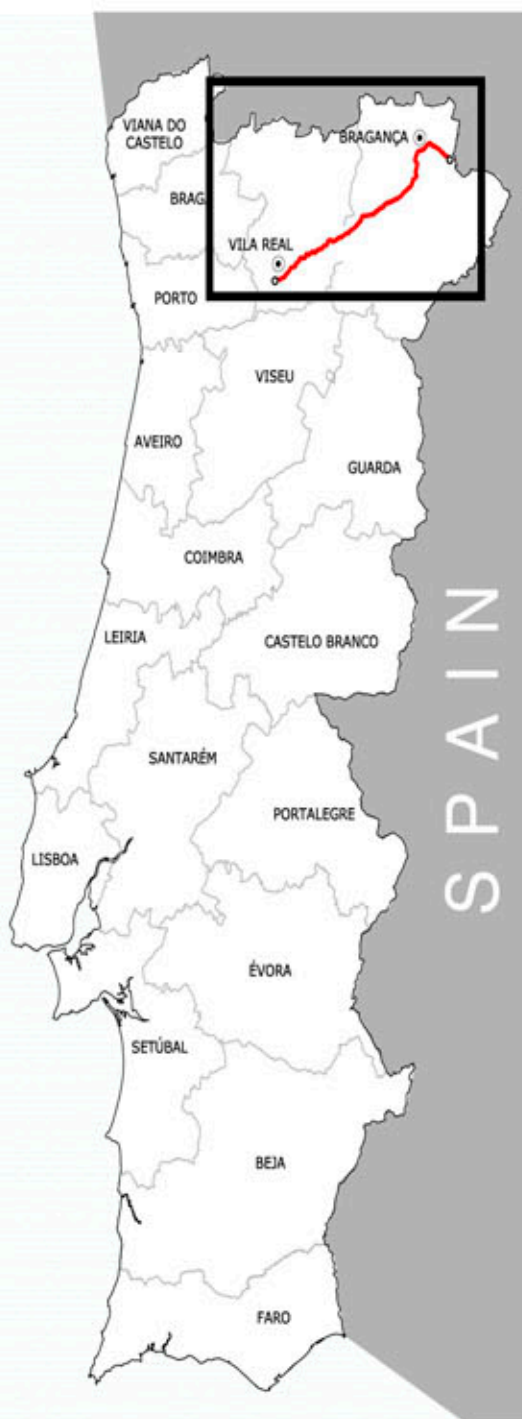 VIANA DO
CASTELO
BRAGANÇA
BRAGA
VILA REAL
PORTO
VISEU
AVEIRO
GUARDA
COIMBRA
SPAIN
LEIRIA
CASTELO BRANCO
SANTARÉM
PORTALEGRE
LISBOA
ÉVORA
SETÚBAL
BEJA
FARO